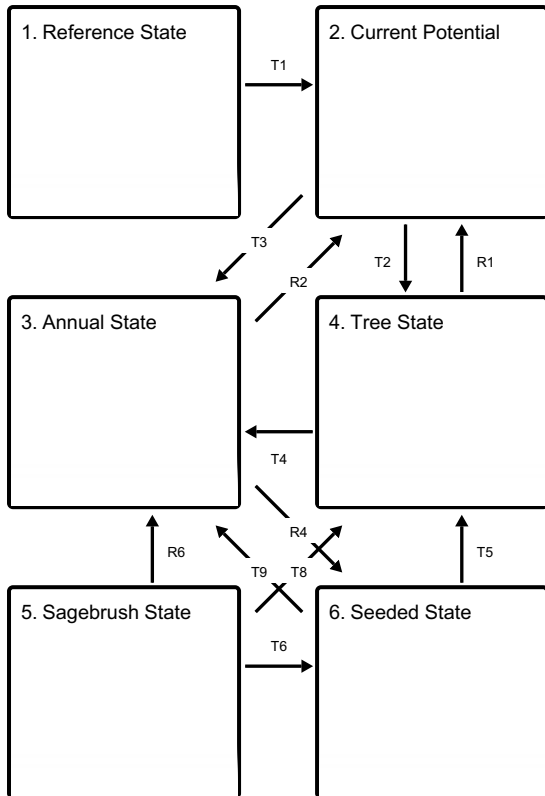 1. Reference State
2. Current Potential
T1
T3
R2
T2
R1
3. Annual State
4. Tree State
T4
R4
R6
T9
T8
T5
5. Sagebrush State
6. Seeded State
T6